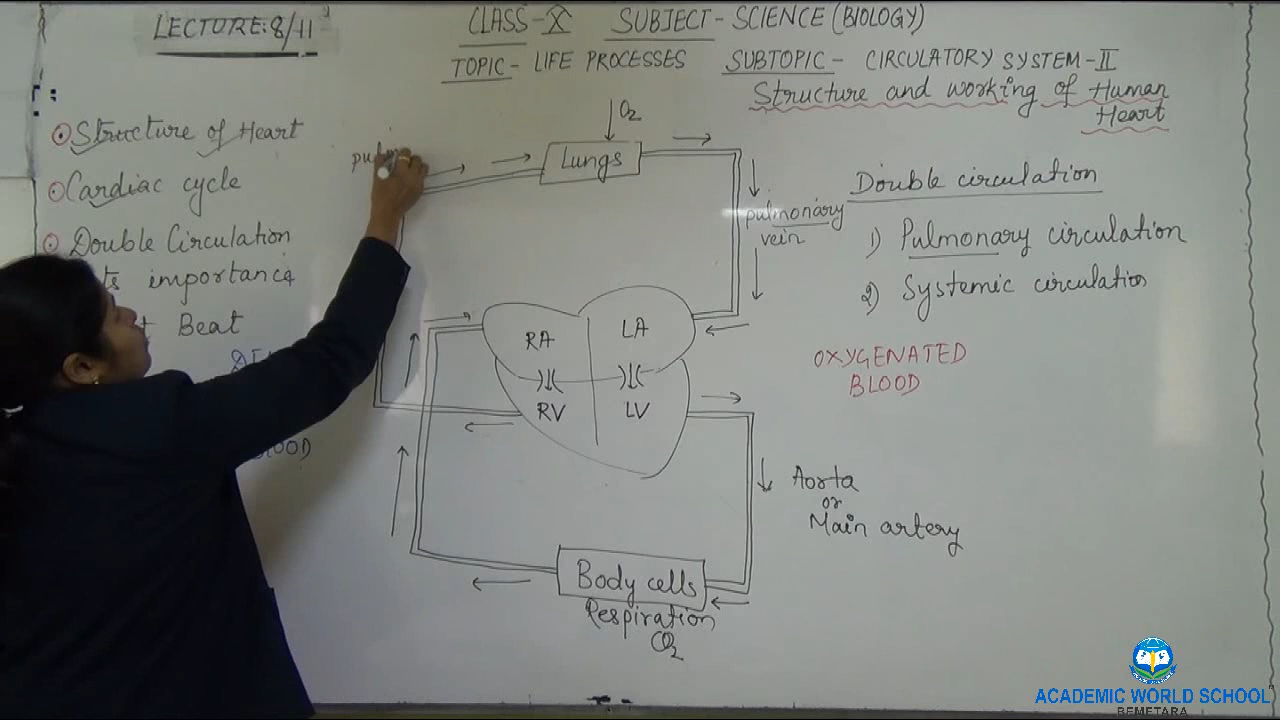 LECTURE: 8/11
CLASS-X SUBJECT- SCIENCE (BIOLOGY)
TOPIC- LIFE PROCESSES SUBTOPIC- CIRCULATORY SYSTEM-II
Structure and working of Human
Heart
Structure of Heart
Cardiac cycle
Double Circulation
importance
Beat
O2
Lungs
pulmonary
vein
Double circulation
1) Pulmonary circulation
2) Systemic circulation
RA LA
RV LV
OXYGENATED
BLOOD
Aorta
or
Main artery
Body cells
Respiration
CO2
ACADEMIC WORLD SCHOOL
BEMETARA